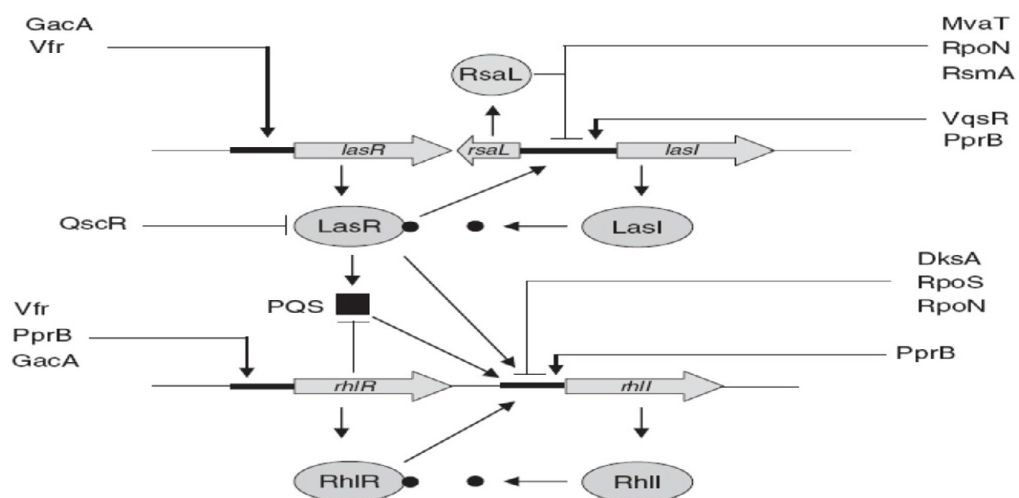 GacA
Vfr
MvaT
RpoN
RsmA
RsaL
VqsR
PprB
lasR
rsaL
lasI
QscR
LasR
LasI
DksA
RpoS
RpoN
PQS
Vfr
PprB
GacA
PprB
rhlR
rhlI
RhlR
RhlI